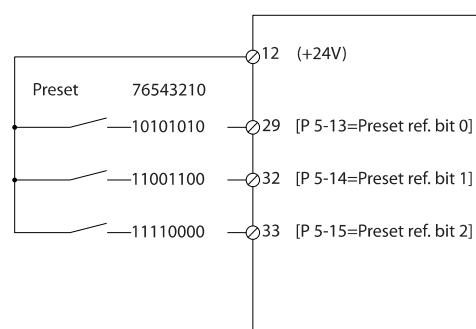 12 (+24V)
Preset 76543210
10101010 29 [P 5-13=Preset ref. bit 0]
11001100 32 [P 5-14=Preset ref. bit 1]
11110000 33 [P 5-15=Preset ref. bit 2]